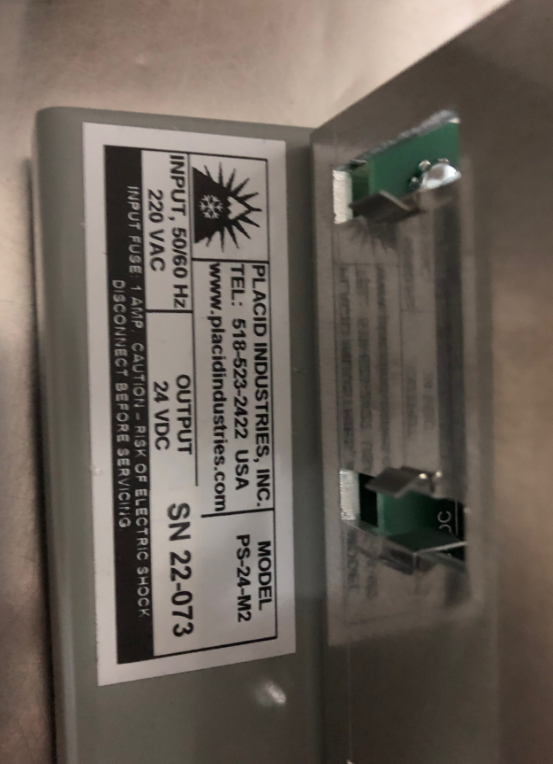 PLACID INDUSTRIES, INC.
TEL: 518-523-2422 USA
www.placidindustries.com
MODEL
PS-24-M2
INPUT, 50/60 Hz
220 VAC
OUTPUT
24 VDC
SN 22-073
INPUT FUSE: 1 AMP. CAUTION - RISK OF ELECTRIC SHOCK
DISCONNECT BEFORE SERVICING